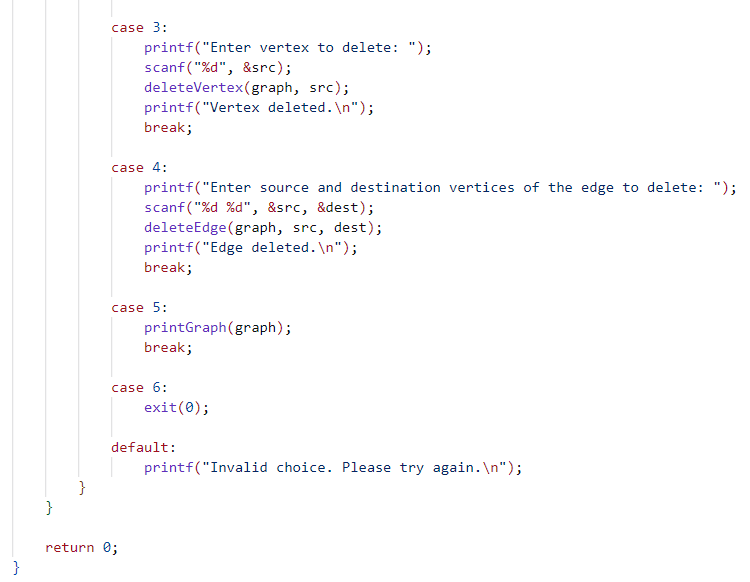 case 3:
printf("Enter vertex to delete: ");
scanf("%d", &src);
deleteVertex(graph, src);
printf("Vertex deleted.\n");
break;
case 4:
printf("Enter source and destination vertices of the edge to delete: ");
scanf("%d %d", &src, &dest);
deleteEdge(graph, src, dest);
printf("Edge deleted.\n");
break;
case 5:
printGraph(graph);
break;
case 6:
exit(0);
default:
printf("Invalid choice. Please try again.\n");
}
}
return 0;
}